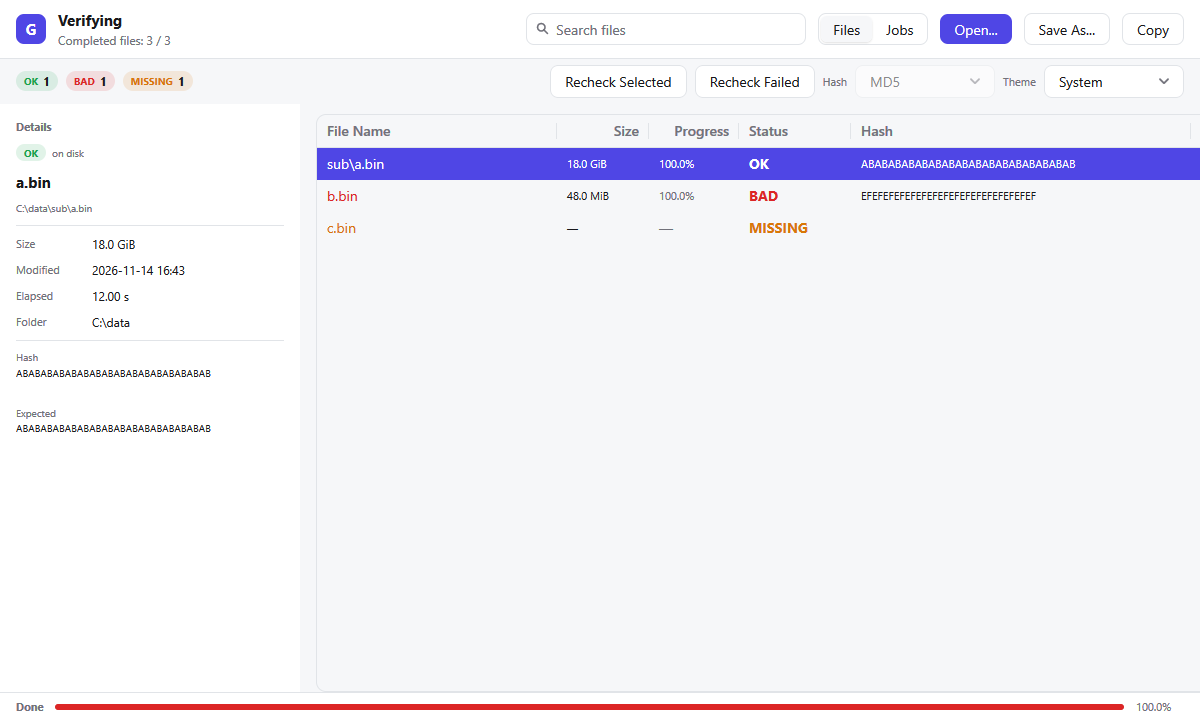 G
Verifying
Completed files: 3 / 3
Search files
Files Jobs Open... Save As... Copy
OK 1 BAD 1 MISSING 1
Recheck Selected Recheck Failed Hash MD5 Theme System
Details
OK on disk
a.bin
C:\data\sub\a.bin
Size 18.0 GiB
Modified 2026-11-14 16:43
Elapsed 12.00 s
Folder C:\data
Hash
ABABABABABABABABABABABABABABABAB
Expected
ABABABABABABABABABABABABABABABAB
File Name Size Progress Status Hash
sub\a.bin 18.0 GiB 100.0% OK ABABABABABABABABABABABABABABABAB
b.bin 48.0 MiB 100.0% BAD EFEFEFEFEFEFEFEFEFEFEFEFEFEFEFEF
c.bin — — MISSING
Done 100.0%